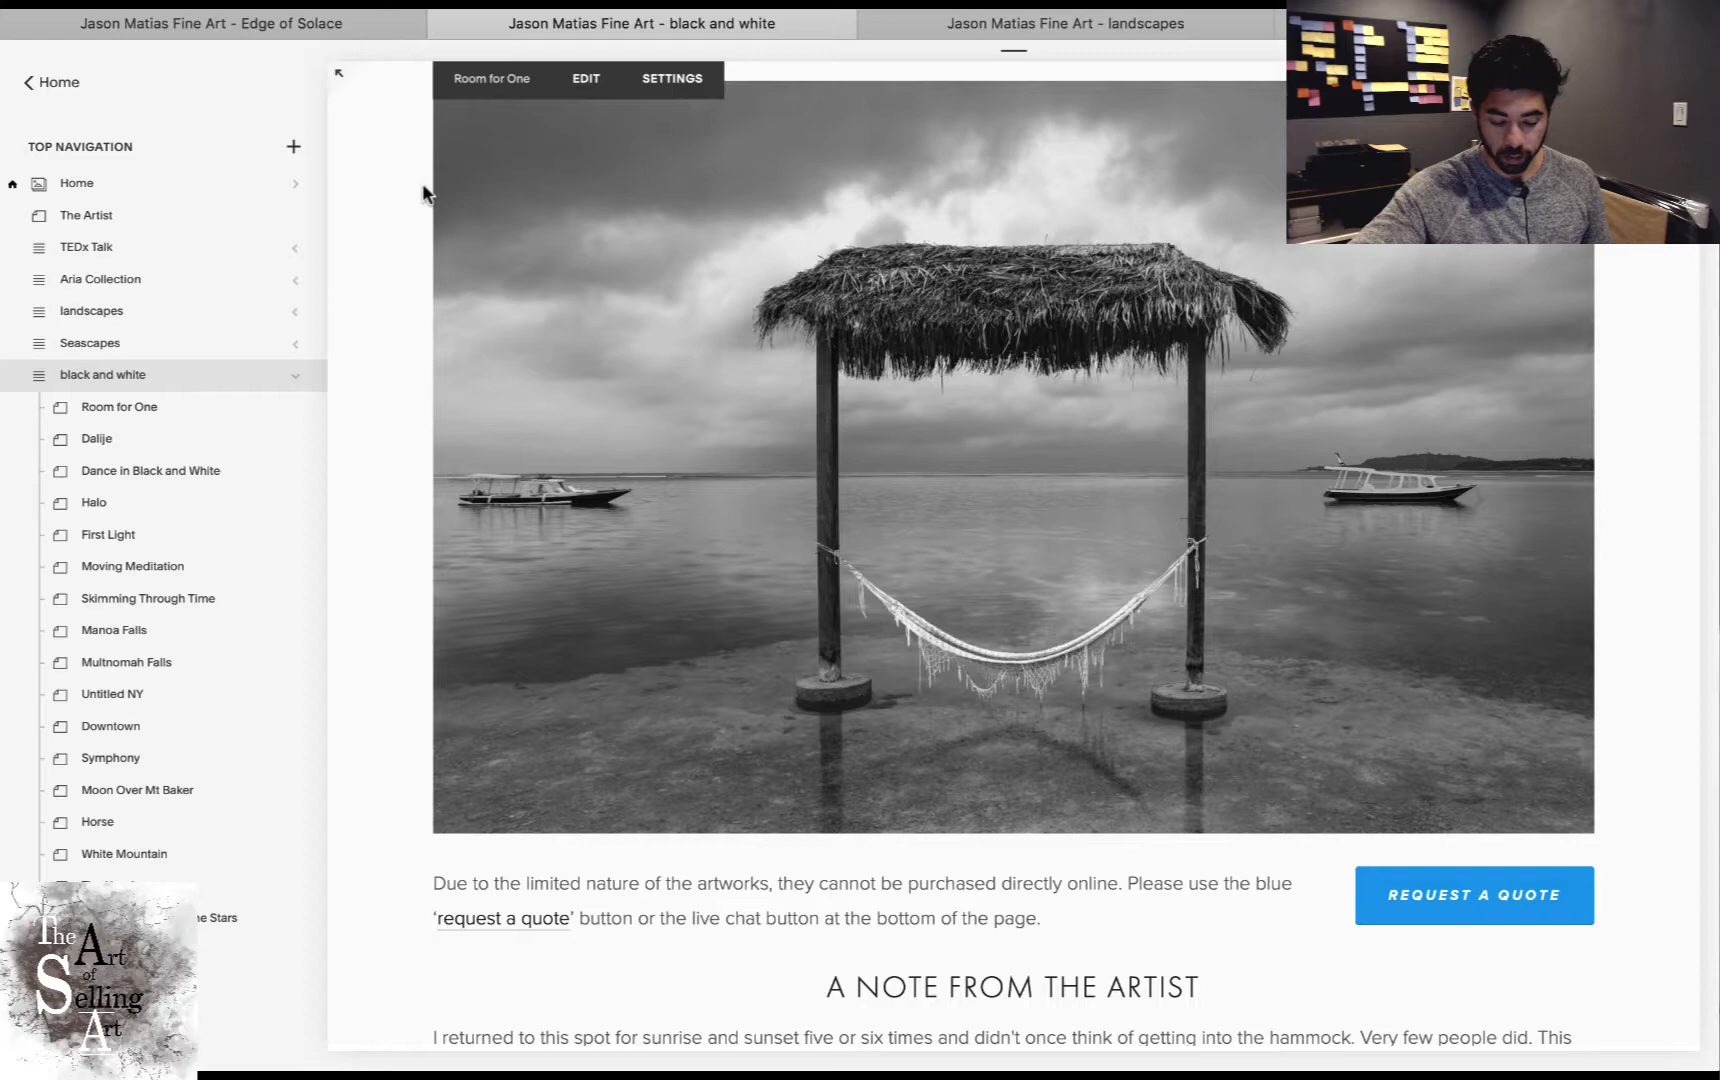 Jason Matias Fine Art - Edge of Solace
Jason Matias Fine Art - black and white
Jason Matias Fine Art - landscapes
Home
TOP NAVIGATION
Home
The Artist
TEDx Talk
Aria Collection
landscapes
Seascapes
black and white
Room for One
Dalije
Dance in Black and White
Halo
First Light
Moving Meditation
Skimming Through Time
Manoa Falls
Multnomah Falls
Untitled NY
Downtown
Symphony
Moon Over Mt Baker
Horse
White Mountain
ne Stars
The
Art
of
Selling
Art
Room for One EDIT SETTINGS
Due to the limited nature of the artworks, they cannot be purchased directly online. Please use the blue
‘request a quote’ button or the live chat button at the bottom of the page.
REQUEST A QUOTE
A NOTE FROM THE ARTIST
I returned to this spot for sunrise and sunset five or six times and didn't once think of getting into the hammock. Very few people did. This